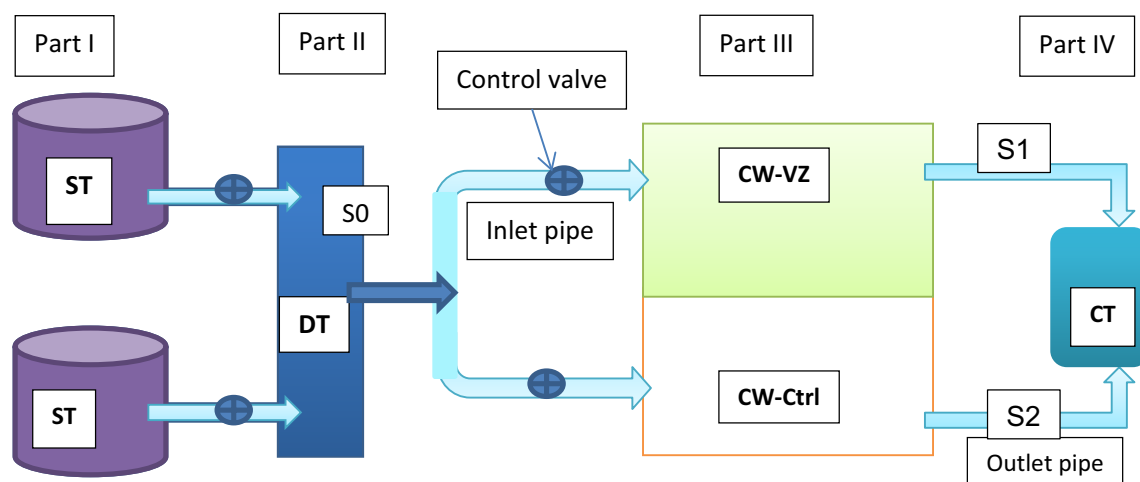 Part I
Part II
Part III
Part IV
Control valve
ST
S0
Inlet pipe
CW-VZ
S1
DT
CT
ST
CW-Ctrl
S2
Outlet pipe